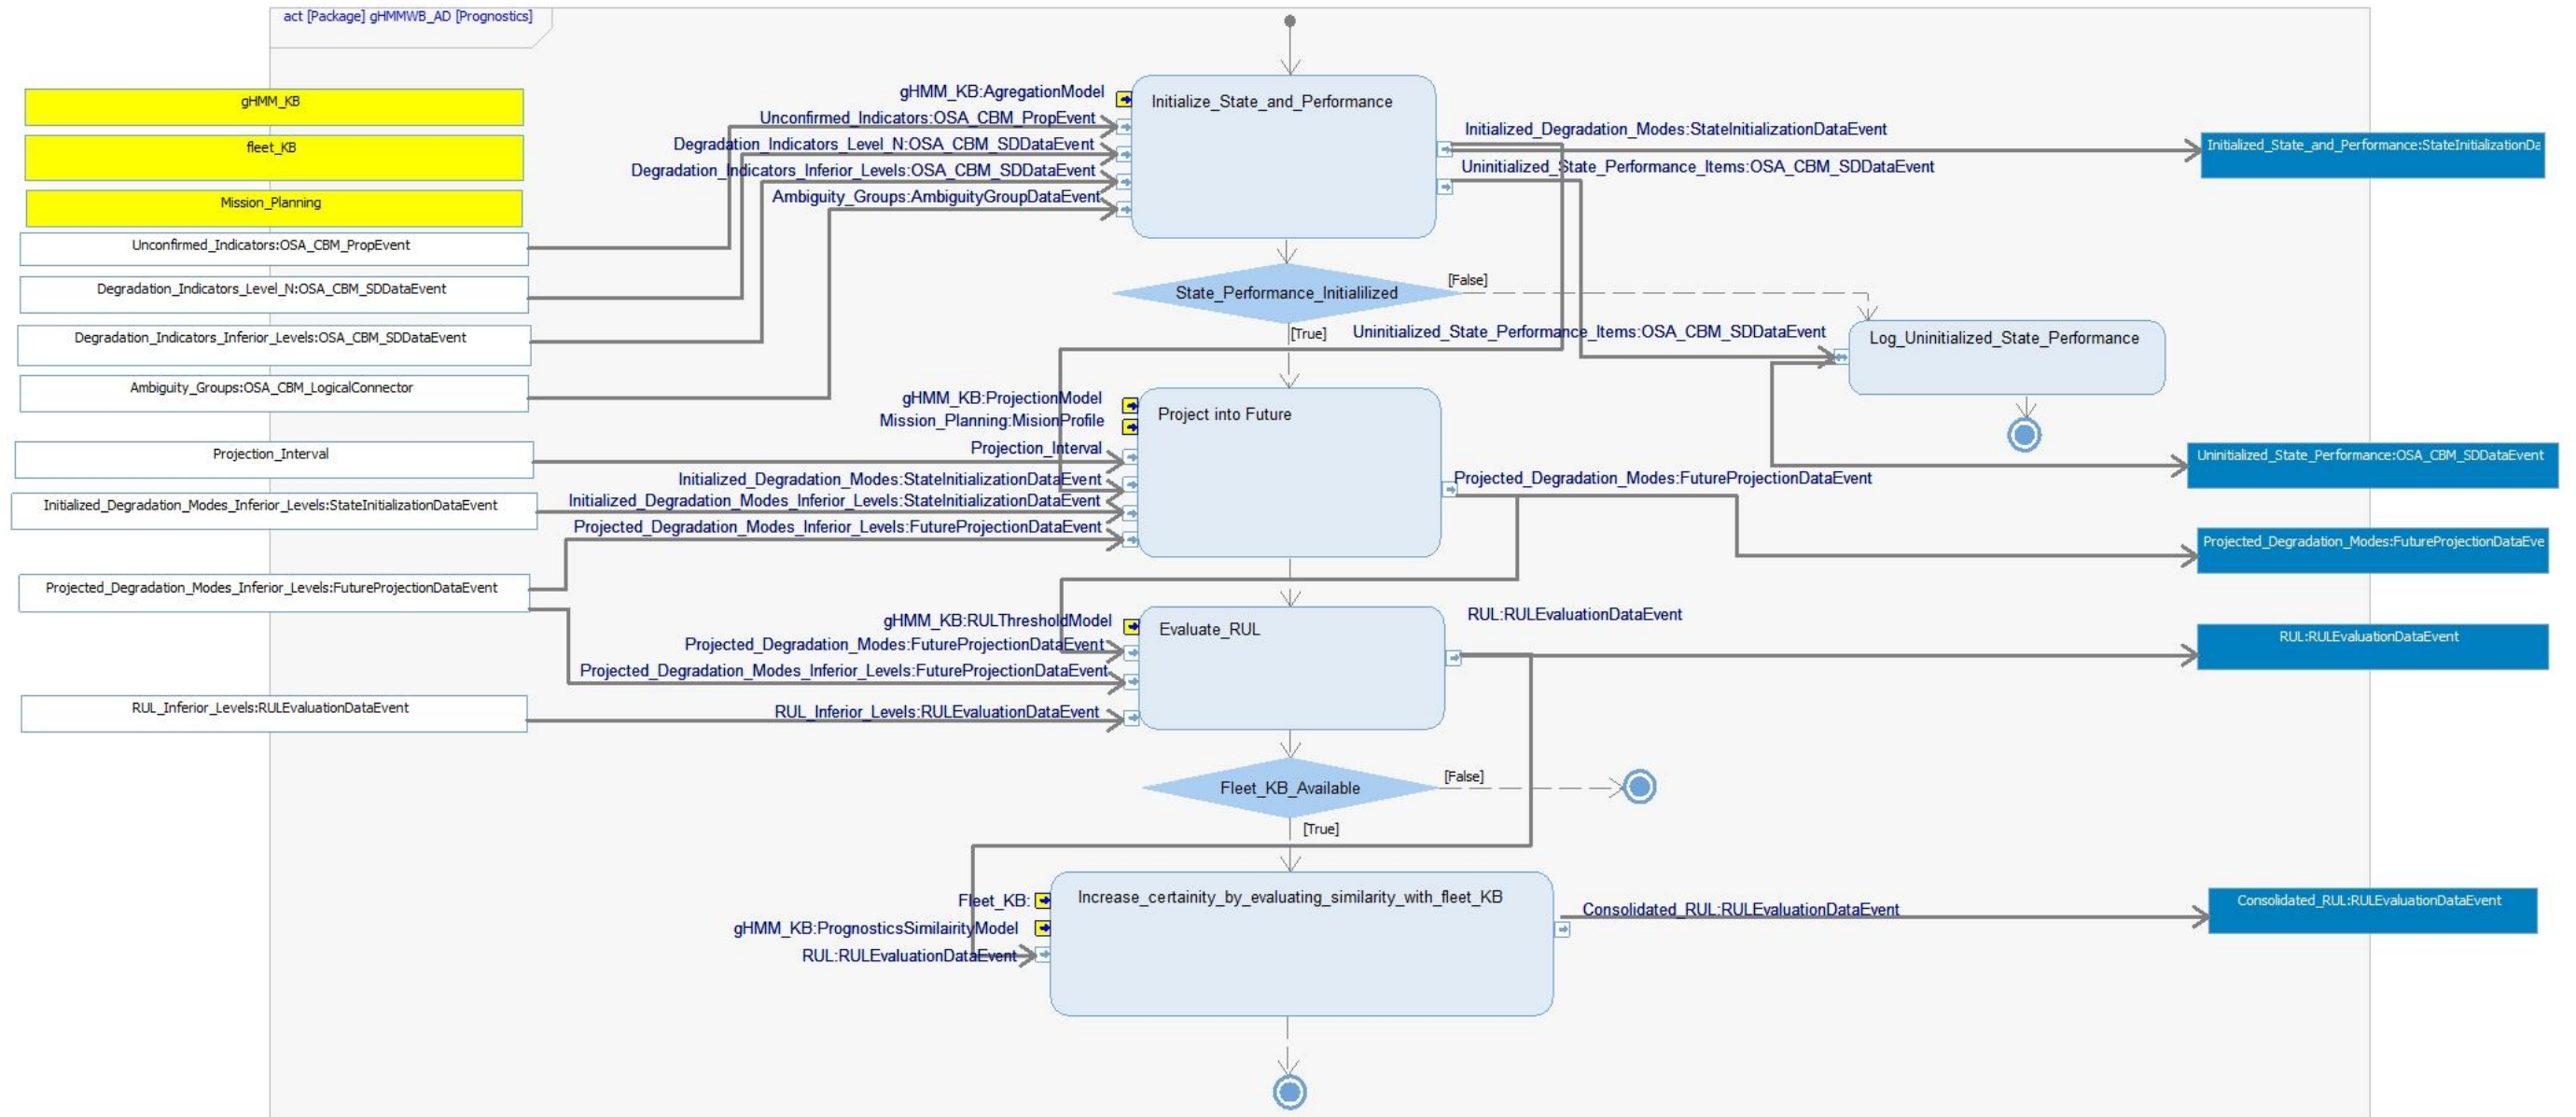 act [Package] gHMMWB_AD [Prognostics]
gHMM_KB
fleet_KB
Mission_Planning
Unconfirmed_Indicators:OSA_CBM_PropEvent
Degradation_Indicators_Level_N:OSA_CBM_SDDataEvent
Degradation_Indicators_Inferior_Levels:OSA_CBM_SDDataEvent
Ambiguity_Groups:OSA_CBM_LogicalConnector
Projection_Interval
Initialized_Degradation_Modes_Inferior_Levels:StateInitializationDataEvent
Projected_Degradation_Modes_Inferior_Levels:FutureProjectionDataEvent
RUL_Inferior_Levels:RULEvaluationDataEvent
gHMM_KB:AgregationModel
Unconfirmed_Indicators:OSA_CBM_PropEvent
Degradation_Indicators_Level_N:OSA_CBM_SDDataEvent
Degradation_Indicators_Inferior_Levels:OSA_CBM_SDDataEvent
Ambiguity_Groups:AmbiguityGroupDataEvent
Initialize_State_and_Performance
Initialized_Degradation_Modes:StateInitializationDataEvent
Uninitialized_State_Performance_Items:OSA_CBM_SDDataEvent
Initialized_State_and_Performance:StateInitializationDa
State_Performance_Initialilized
[False]
[True]
Uninitialized_State_Performance_Items:OSA_CBM_SDDataEvent
Log_Uninitialized_State_Performance
gHMM_KB:ProjectionModel
Mission_Planning:MisionProfile
Projection_Interval
Initialized_Degradation_Modes:StateInitializationDataEvent
Initialized_Degradation_Modes_Inferior_Levels:StateInitializationDataEvent
Projected_Degradation_Modes_Inferior_Levels:FutureProjectionDataEvent
Project into Future
Projected_Degradation_Modes:FutureProjectionDataEvent
Uninitialized_State_Performance:OSA_CBM_SDDataEvent
Projected_Degradation_Modes:FutureProjectionDataEve
gHMM_KB:RULThresholdModel
Projected_Degradation_Modes:FutureProjectionDataEvent
Projected_Degradation_Modes_Inferior_Levels:FutureProjectionDataEvent
RUL_Inferior_Levels:RULEvaluationDataEvent
Evaluate_RUL
RUL:RULEvaluationDataEvent
RUL:RULEvaluationDataEvent
Fleet_KB_Available
[False]
[True]
Fleet_KB:
gHMM_KB:PrognosticsSimilairityModel
RUL:RULEvaluationDataEvent
Increase_certainity_by_evaluating_similarity_with_fleet_KB
Consolidated_RUL:RULEvaluationDataEvent
Consolidated_RUL:RULEvaluationDataEvent